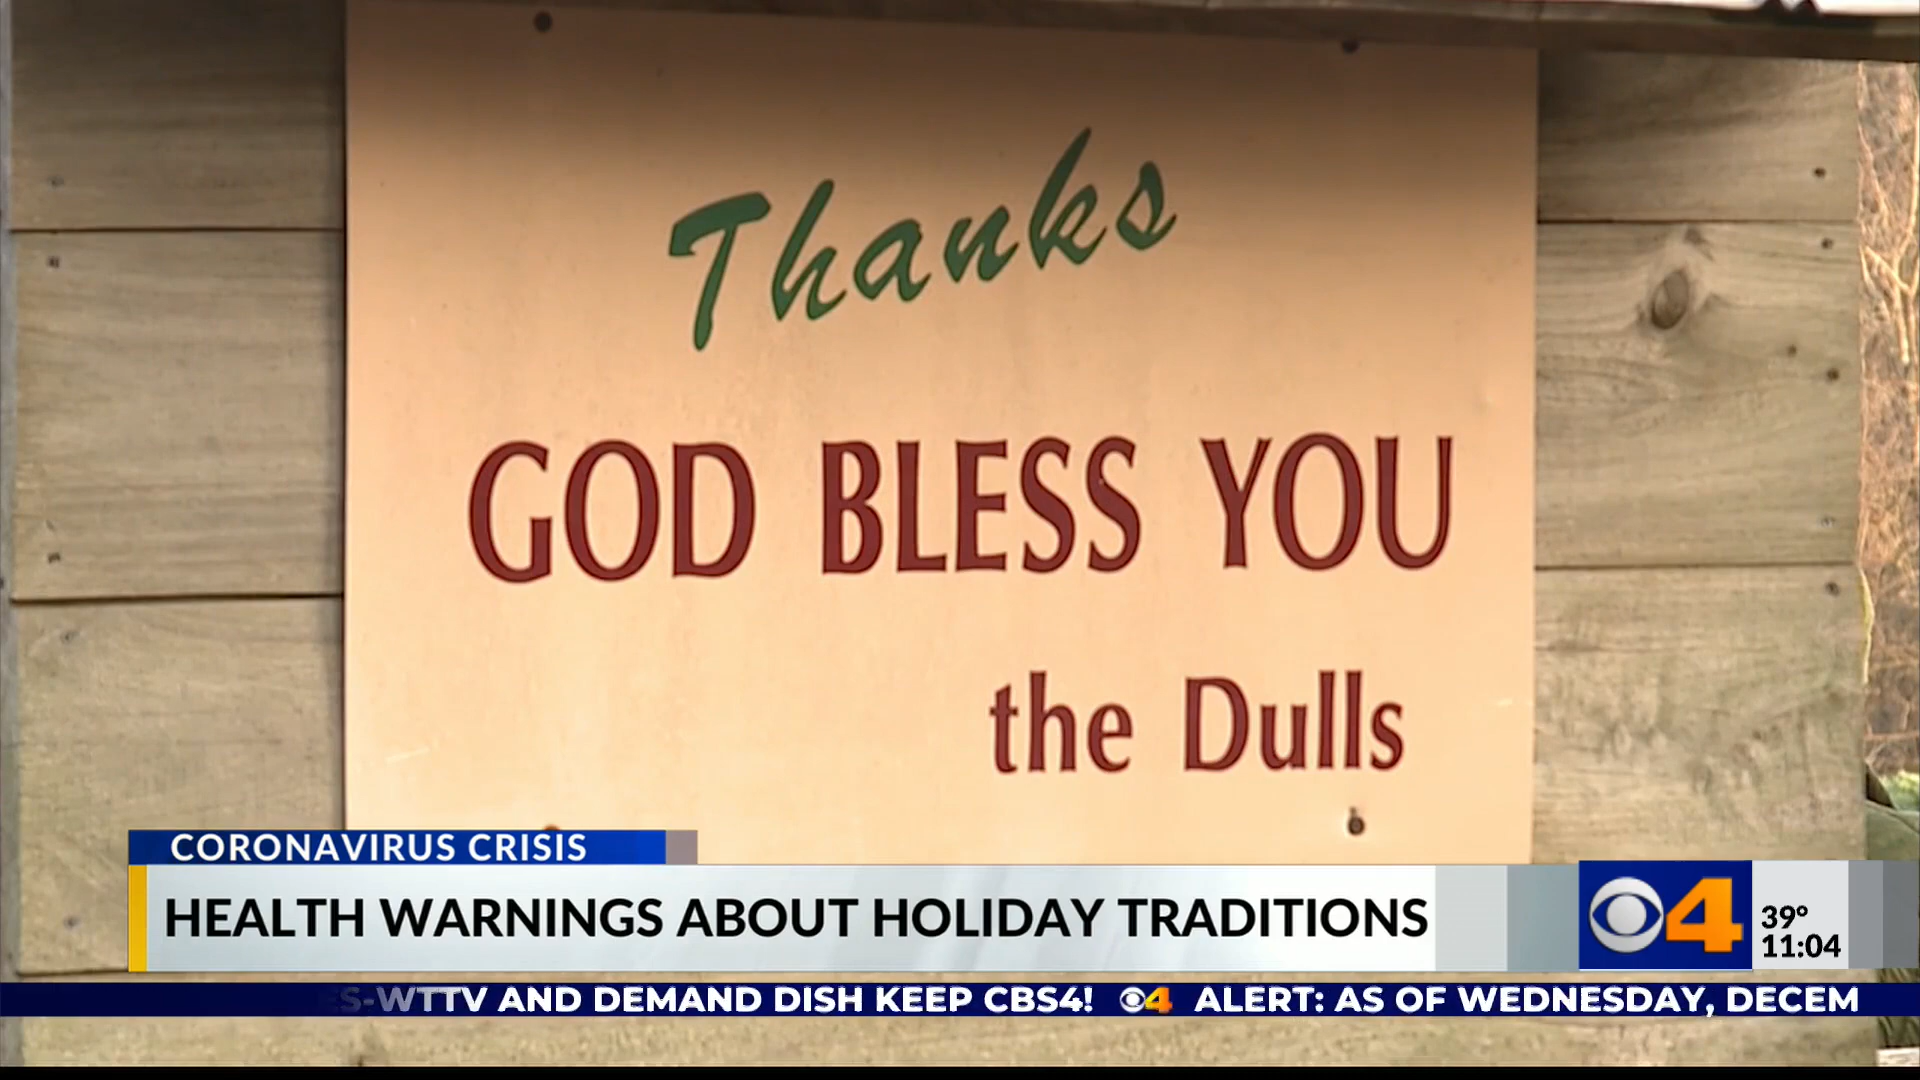 Thanks
GOD BLESS YOU
the Dulls
CORONAVIRUS CRISIS
HEALTH WARNINGS ABOUT HOLIDAY TRADITIONS
4
39°
11:04
ES-WTTV AND DEMAND DISH KEEP CBS4! 4 ALERT: AS OF WEDNESDAY, DECEM